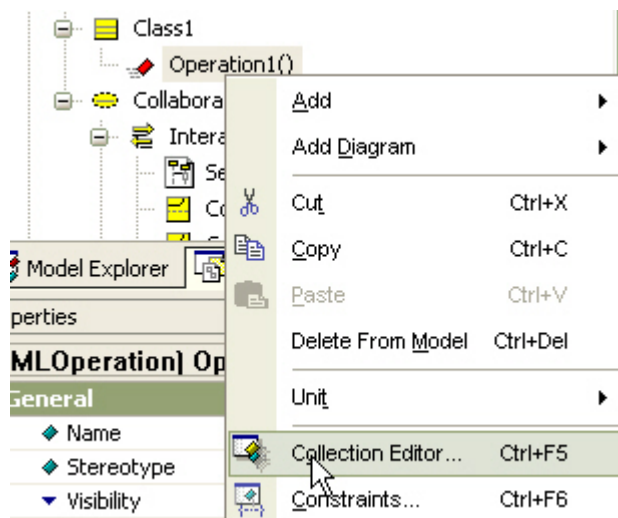 Class1
Operation1()
Collabora
Intera
Se
Co
Add
Add Diagram
Cut Ctrl+X
Copy Ctrl+C
Paste Ctrl+V
Delete From Model Ctrl+Del
Unit
Collection Editor... Ctrl+F5
Constraints... Ctrl+F6
Model Explorer
perties
MLOperation) Op
General
Name
Stereotype
Visibility